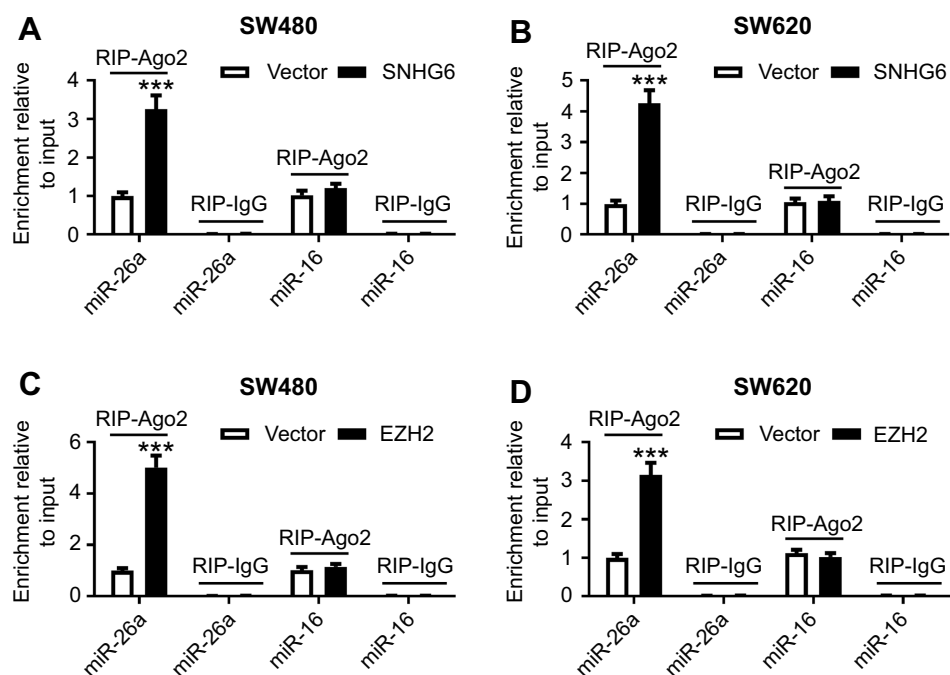 A
SW480
RIP-Ago2
Vector SNHG6
***
Enrichment relative
to input
4
3
2
1
0
RIP-IgG
RIP-Ago2
RIP-IgG
miR-26a
miR-26a
miR-16
miR-16
B
SW620
RIP-Ago2
Vector SNHG6
***
Enrichment relative
to input
5
4
3
2
1
0
RIP-IgG
RIP-Ago2
RIP-IgG
miR-26a
miR-26a
miR-16
miR-16
C
SW480
RIP-Ago2
Vector EZH2
***
Enrichment relative
to input
6
4
2
0
RIP-IgG
RIP-Ago2
RIP-IgG
miR-26a
miR-26a
miR-16
miR-16
D
SW620
RIP-Ago2
Vector EZH2
***
Enrichment relative
to input
4
3
2
1
0
RIP-IgG
RIP-Ago2
RIP-IgG
miR-26a
miR-26a
miR-16
miR-16